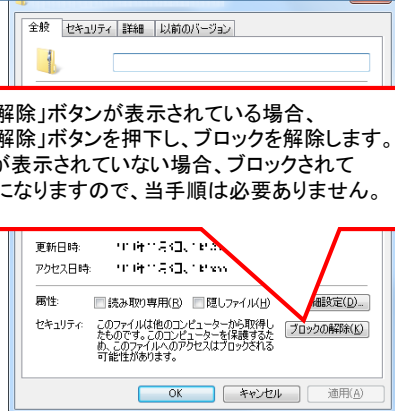 全般 セキュリティ 詳細 以前のバージョン
解除」ボタンが表示されている場合、
解除」ボタンを押下し、ブロックを解除します。
が表示されていない場合、ブロックされて
になりますので、当手順は必要ありません。
更新日時:
アクセス日時:
属性: 読み取り専用(R) 隠しファイル(H) 細設定(D)...
セキュリティ: このファイルは他のコンピューターから取得し
たものです。このコンピューターを保護するた ブロックの解除(K)
め、このファイルへのアクセスはブロックされる
可能性があります。
OK キャンセル 適用(A)